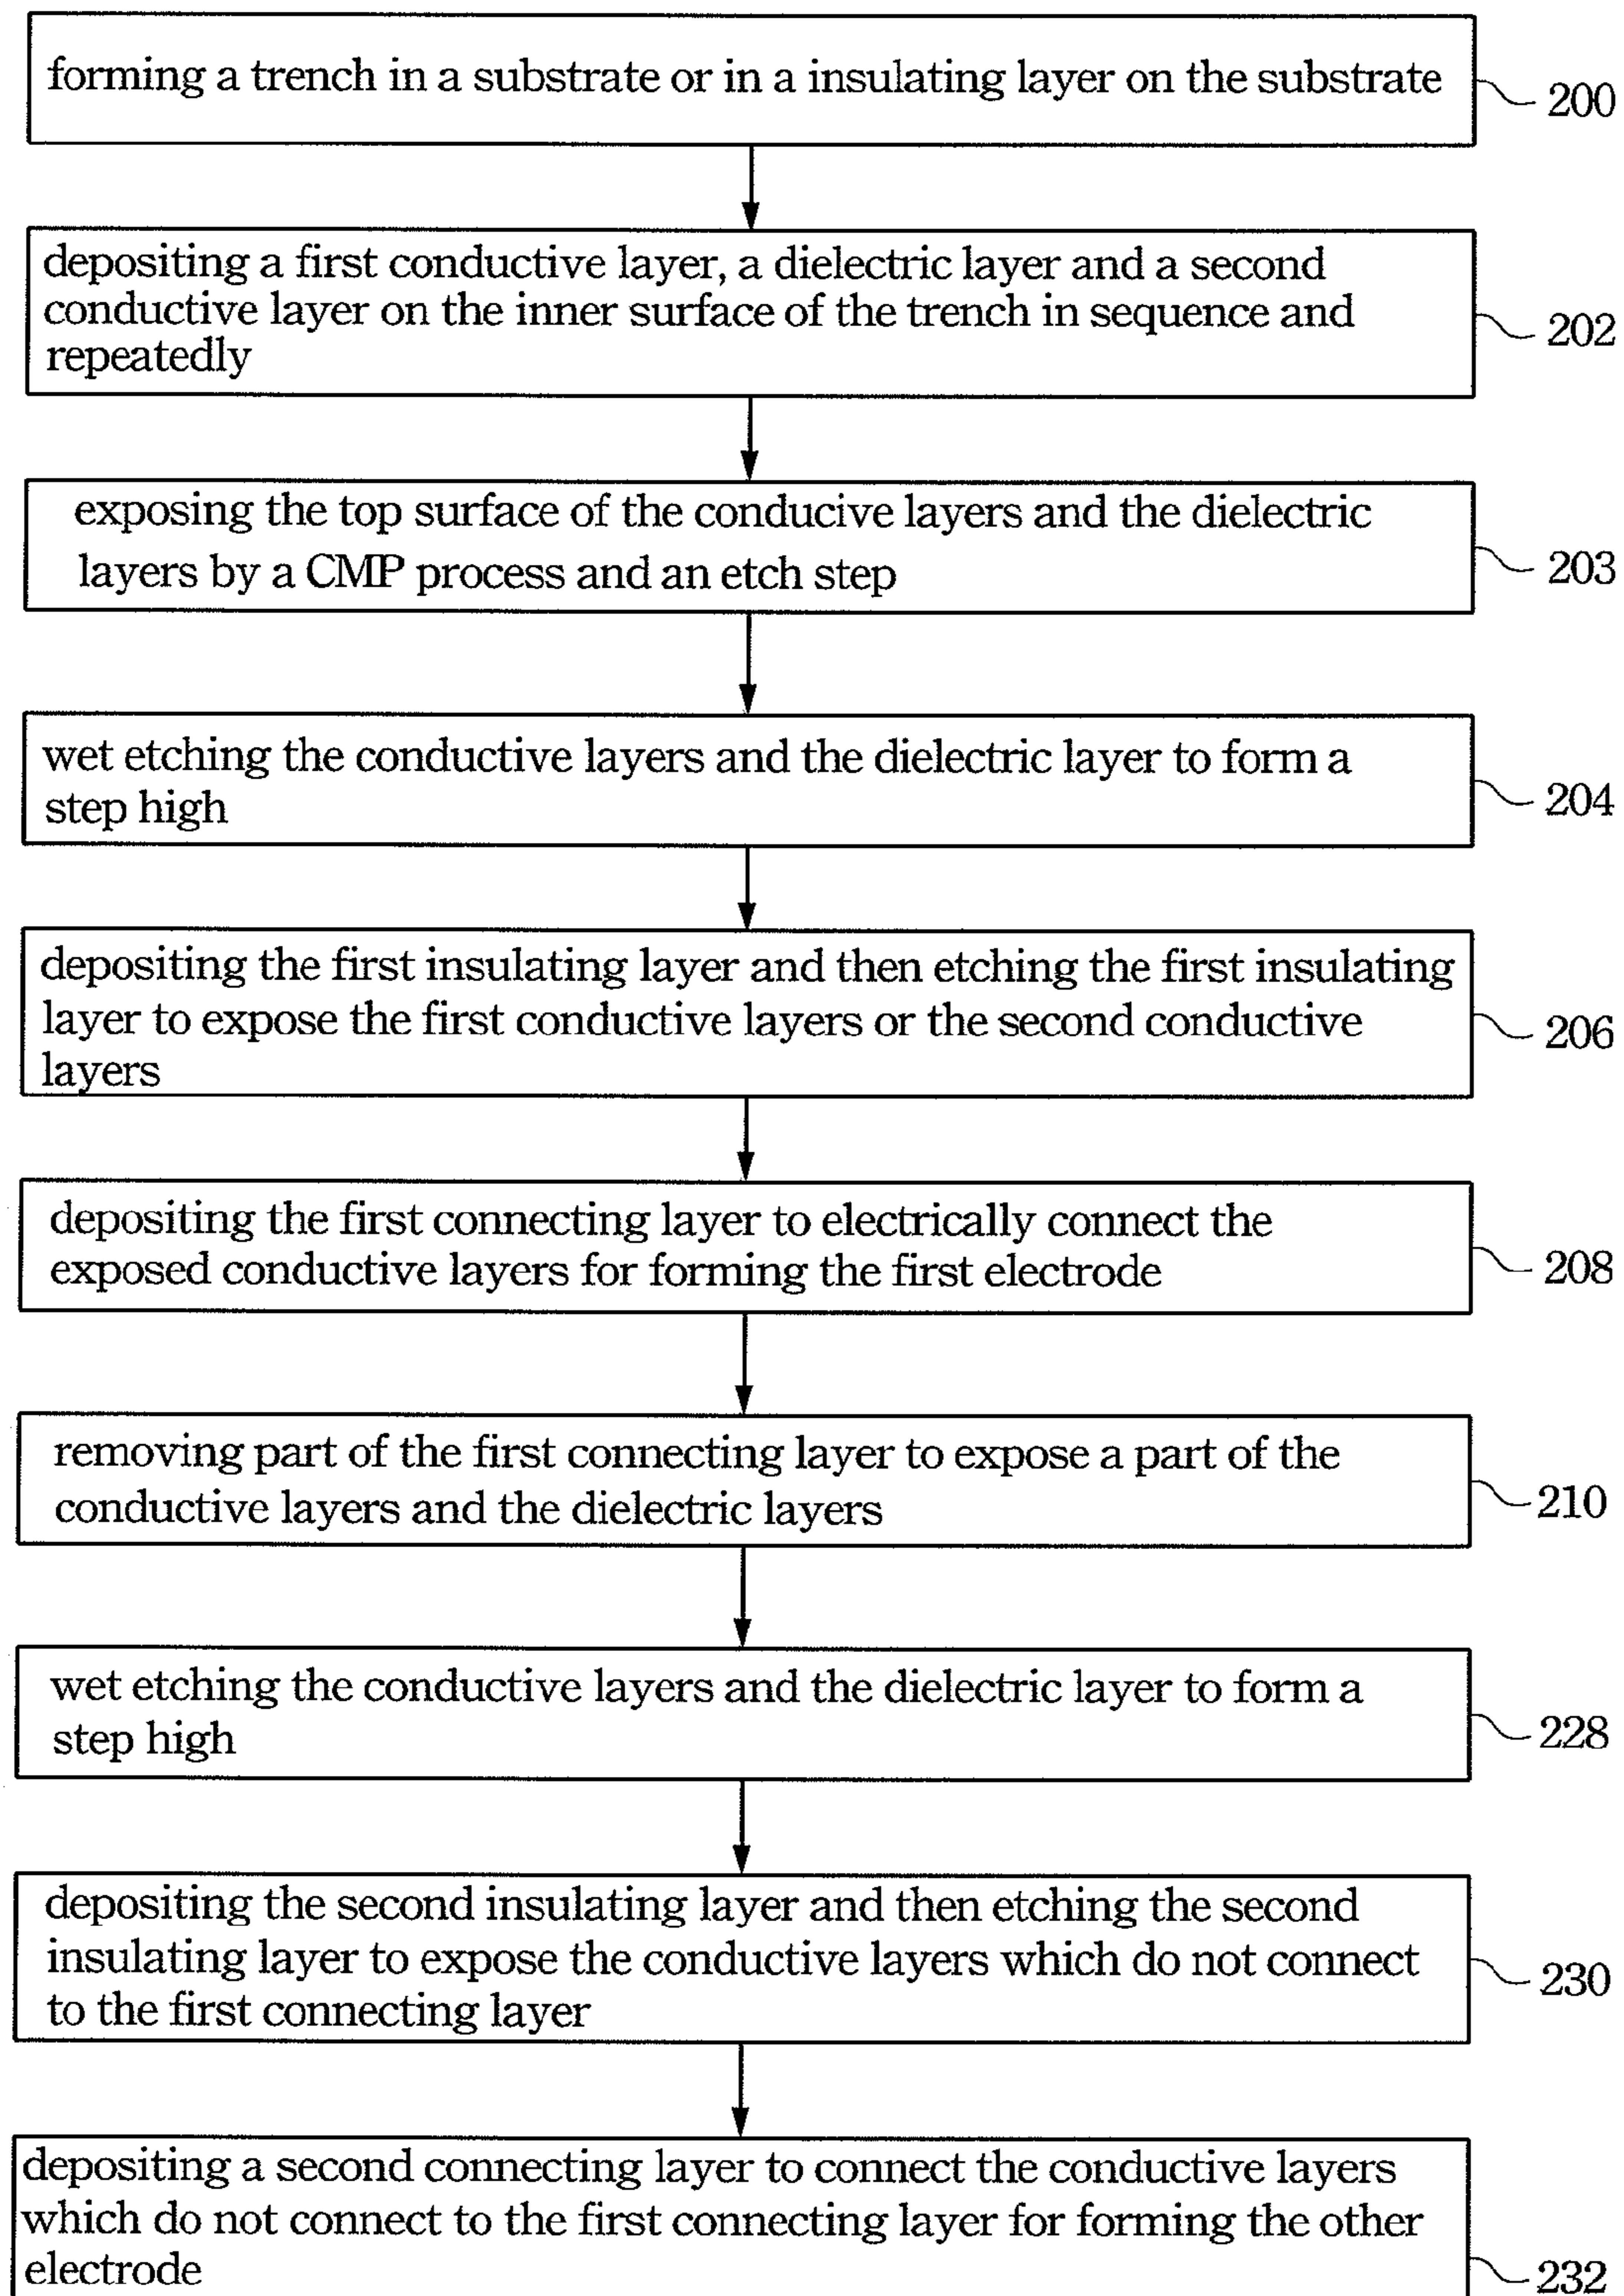 forming a trench in a substrate or in a insulating layer on the substrate
200
depositing a first conductive layer, a dielectric layer and a second
conductive layer on the inner surface of the trench in sequence and
repeatedly
202
exposing the top surface of the conducive layers and the dielectric
layers by a CMP process and an etch step
203
wet etching the conductive layers and the dielectric layer to form a
step high
204
depositing the first insulating layer and then etching the first insulating
layer to expose the first conductive layers or the second conductive
layers
206
depositing the first connecting layer to electrically connect the
exposed conductive layers for forming the first electrode
208
removing part of the first connecting layer to expose a part of the
conductive layers and the dielectric layers
210
wet etching the conductive layers and the dielectric layer to form a
step high
228
depositing the second insulating layer and then etching the second
insulating layer to expose the conductive layers which do not connect
to the first connecting layer
230
depositing a second connecting layer to connect the conductive layers
which do not connect to the first connecting layer for forming the other
electrode
232